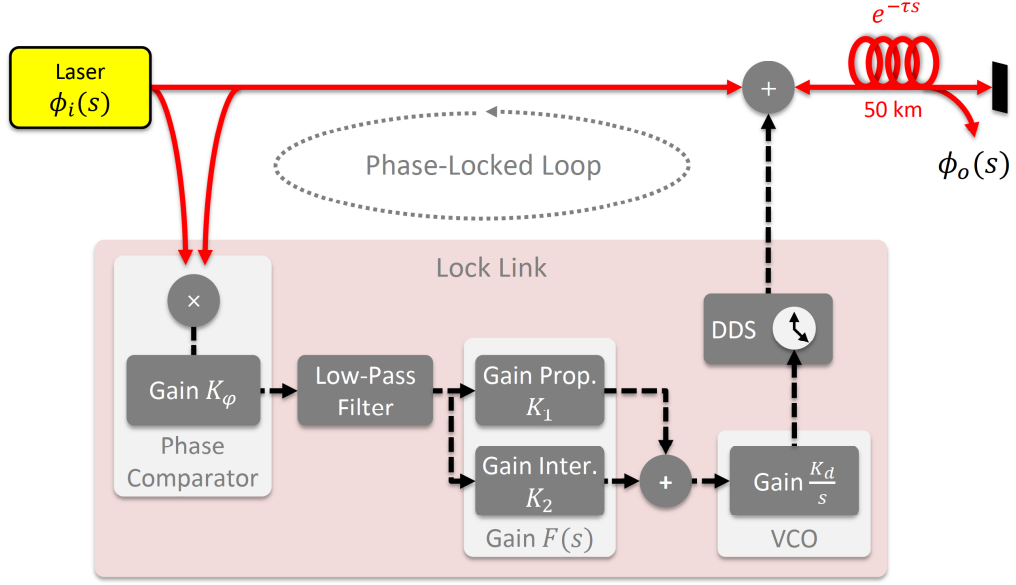 e^{-τs}
Laser
ϕ_i(s)
+
50 km
ϕ_o(s)
Phase-Locked Loop
Lock Link
×
DDS
Gain K_φ
Low-Pass
Filter
Gain Prop.
K_1
Phase
Comparator
Gain Inter.
K_2
+
Gain K_d/s
Gain F(s)
VCO